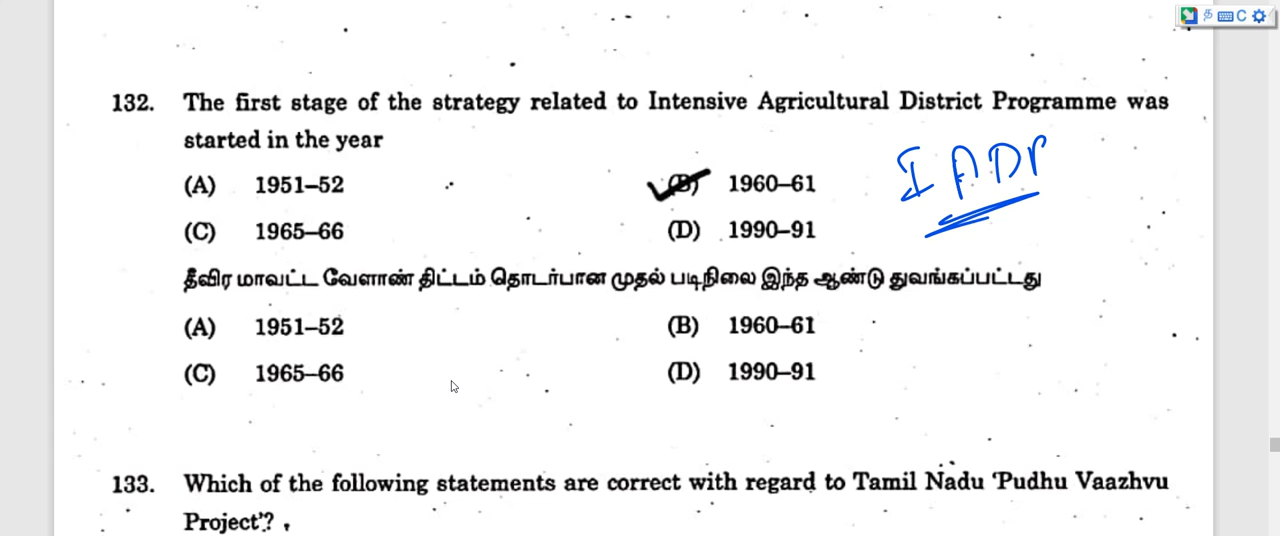 132. The first stage of the strategy related to Intensive Agricultural District Programme was
started in the year
(A) 1951–52 (B) 1960–61
IADP
(C) 1965–66 (D) 1990–91
தீவிர மாவட்ட வேளாண் திட்டம் தொடர்பான முதல் படிநிலை இந்த ஆண்டு துவங்கப்பட்டது
(A) 1951–52 (B) 1960–61
(C) 1965–66 (D) 1990–91
133. Which of the following statements are correct with regard to Tamil Nadu 'Pudhu Vaazhvu
Project'?